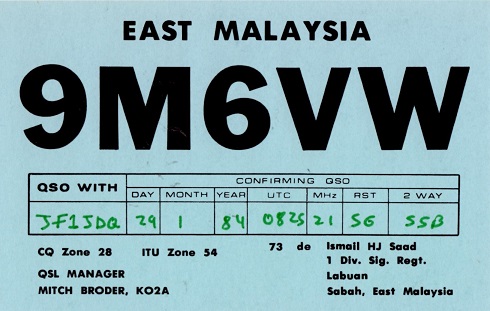 EAST MALAYSIA
9M6VW
QSO WITH
CONFIRMING QSO
DAY MONTH YEAR UTC MHz RST 2 WAY
JF1JDQ 29 1 84 0825 21 56 SSB
CQ Zone 28 ITU Zone 54
QSL MANAGER
MITCH BRODER, KO2A
73 de Ismail HJ Saad
1 Div. Sig. Regt.
Labuan
Sabah, East Malaysia